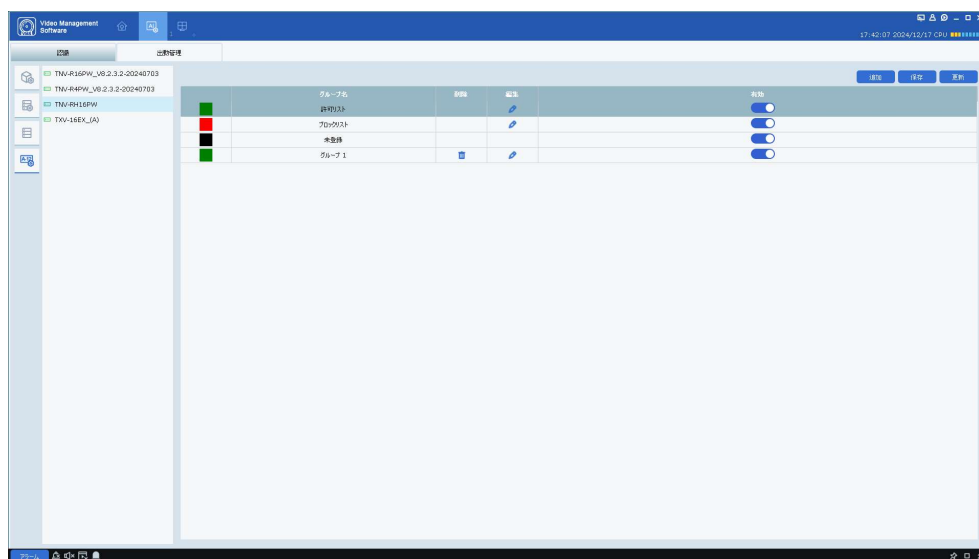 Video Management
Software
17:42:07 2024/12/17 CPU
認識
出勤管理
TNV-R16PW_V8.2.3.2-20240703
TNV-R4PW_V8.2.3.2-20240703
TNV-RH16PW
TXV-16EX_(A)
追加 保存 更新
グループ名 削除 編集 有効
許可リスト
ブロックリスト
未登録
グループ 1
アラーム